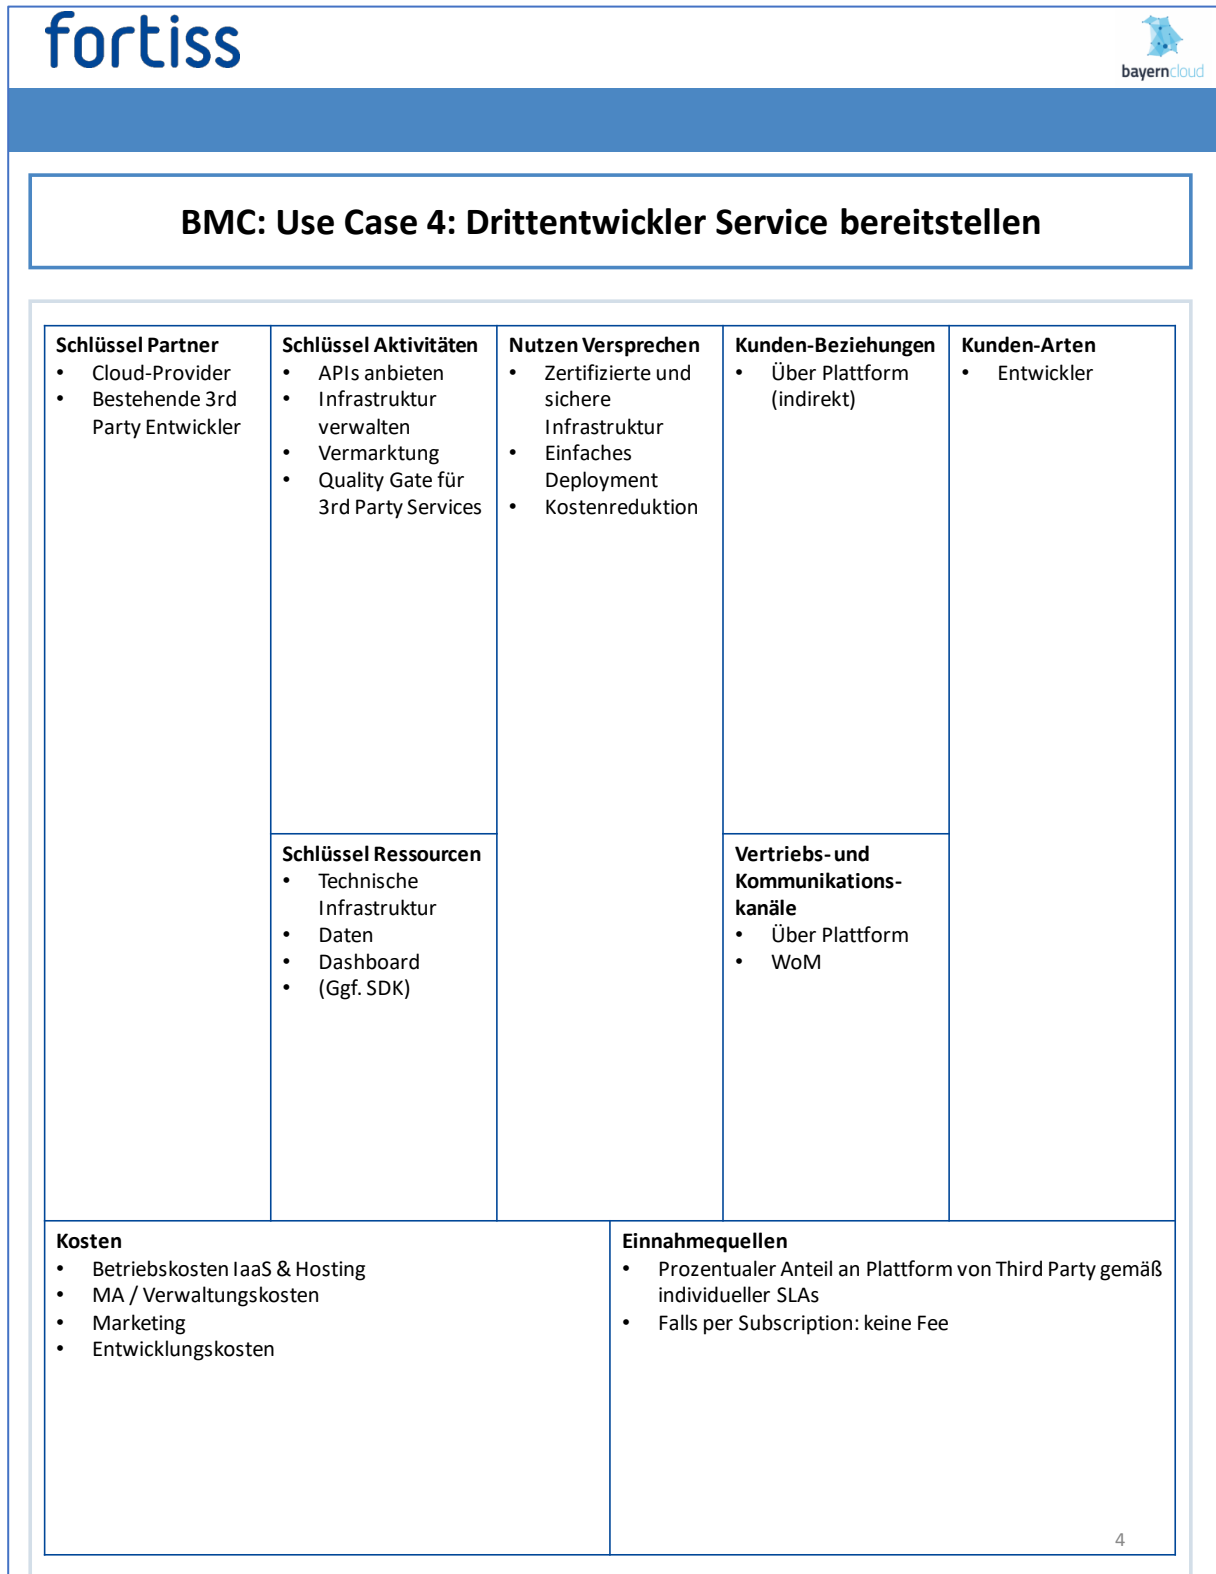 fortiss
bayerncloud
BMC: Use Case 4: Drittentwickler Service bereitstellen
Schlüssel Partner
• Cloud-Provider
• Bestehende 3rd
Party Entwickler
Schlüssel Aktivitäten
• APIs anbieten
• Infrastruktur
verwalten
• Vermarktung
• Quality Gate für
3rd Party Services
Schlüssel Ressourcen
• Technische
Infrastruktur
• Daten
• Dashboard
• (Ggf. SDK)
Nutzen Versprechen
• Zertifizierte und
sichere
Infrastruktur
• Einfaches
Deployment
• Kostenreduktion
Kunden-Beziehungen
• Über Plattform
(indirekt)
Vertriebs- und
Kommunikations-
kanäle
• Über Plattform
• WoM
Kunden-Arten
• Entwickler
Kosten
• Betriebskosten IaaS & Hosting
• MA / Verwaltungskosten
• Marketing
• Entwicklungskosten
Einnahmequellen
• Prozentualer Anteil an Plattform von Third Party gemäß
individueller SLAs
• Falls per Subscription: keine Fee
4